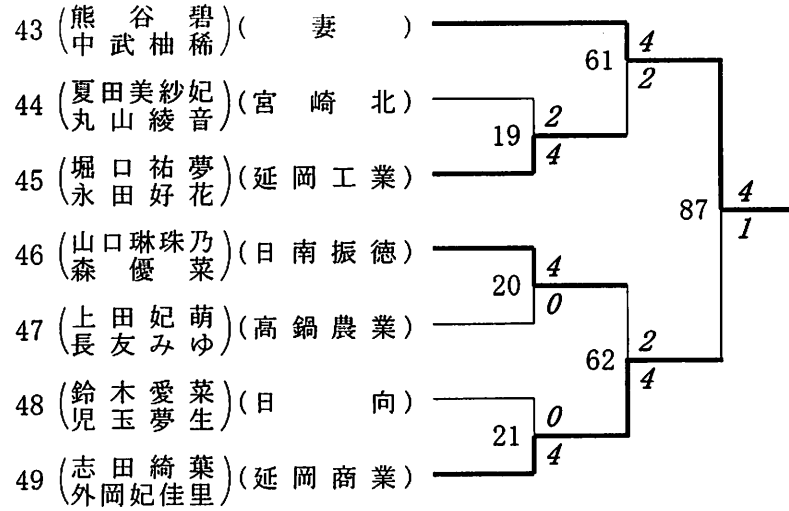 43 (熊谷碧 中武柚稀) (妻)
61 4 2
44 (夏田美紗妃 丸山綾音) (宮崎北)
19 2 4
45 (堀口祐夢 永田好花) (延岡工業)
87 4 1
46 (山口琳珠乃 森優菜) (日南振徳)
20 4 0
47 (上田妃萌 長友みゆ) (高鍋農業)
62 2 4
48 (鈴木愛菜 児玉夢生) (日向)
21 0 4
49 (志田綺葉 外岡妃佳里) (延岡商業)